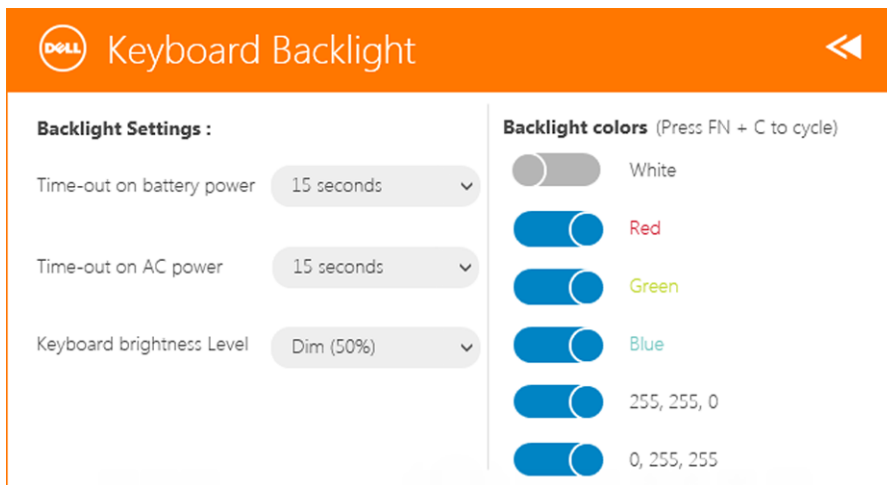 DELL Keyboard Backlight
Backlight Settings :
Time-out on battery power 15 seconds
Time-out on AC power 15 seconds
Keyboard brightness Level Dim (50%)
Backlight colors (Press FN + C to cycle)
White
Red
Green
Blue
255, 255, 0
0, 255, 255